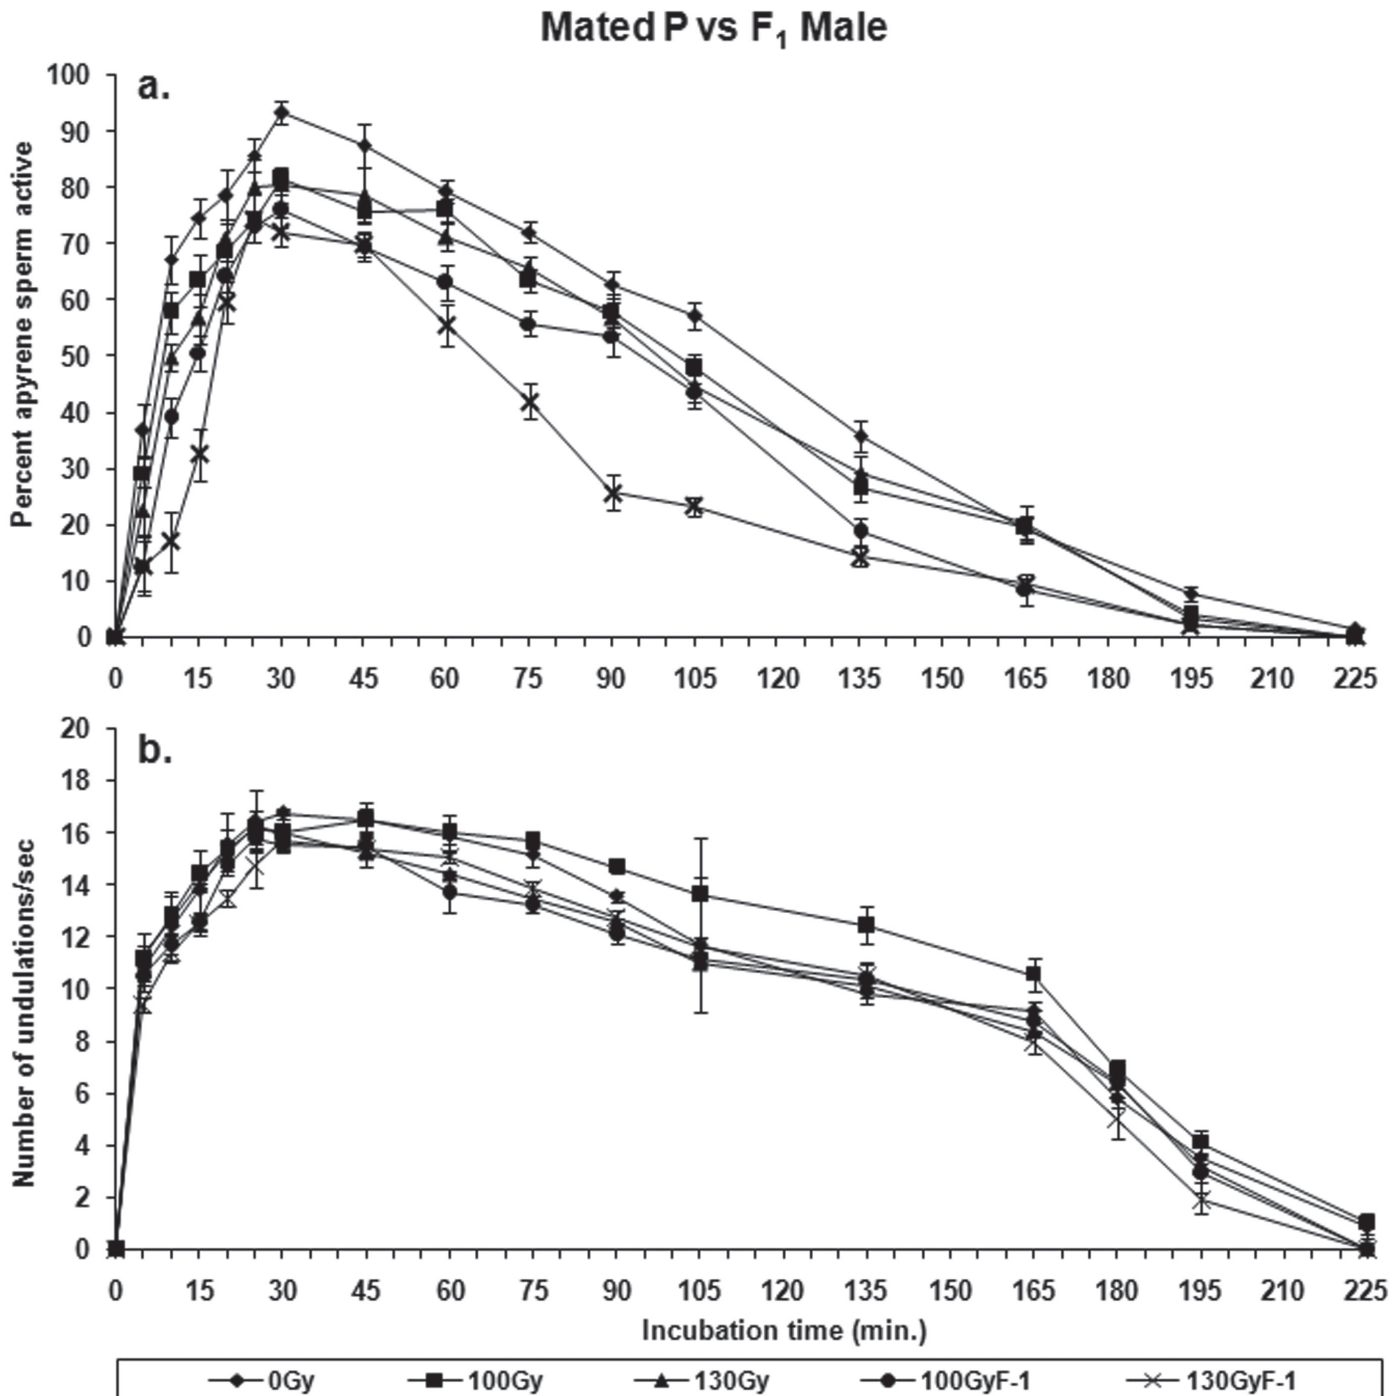 Mated P vs F₁ Male
a.
Percent apyrene sperm active
100
90
80
70
60
50
40
30
20
10
0
0 15 30 45 60 75 90 105 120 135 150 165 180 195 210 225
b.
Number of undulations/sec
20
18
16
14
12
10
8
6
4
2
0
0 15 30 45 60 75 90 105 120 135 150 165 180 195 210 225
Incubation time (min.)
0Gy 100Gy 130Gy 100GyF-1 130GyF-1